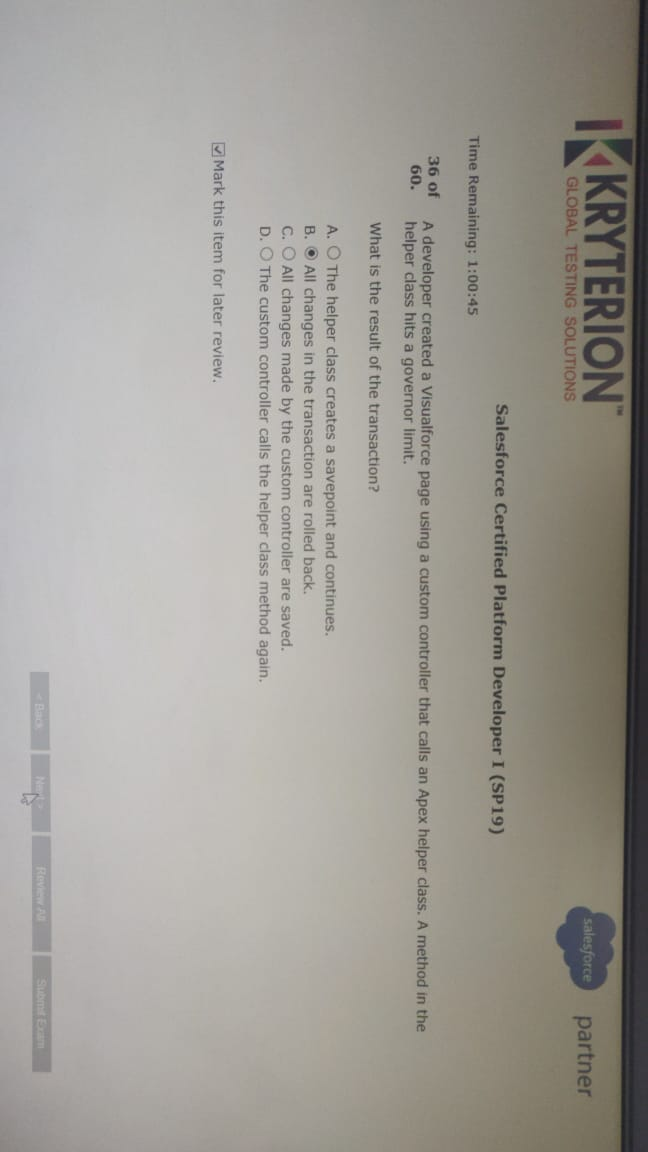 KRYTERION™
GLOBAL TESTING SOLUTIONS
salesforce partner
Salesforce Certified Platform Developer I (SP19)
Time Remaining: 1:00:45
36 of A developer created a Visualforce page using a custom controller that calls an Apex helper class. A method in the
60. helper class hits a governor limit.
What is the result of the transaction?
A. The helper class creates a savepoint and continues.
B. All changes in the transaction are rolled back.
C. All changes made by the custom controller are saved.
D. The custom controller calls the helper class method again.
Mark this item for later review.
< Back Next > Review All Submit Exam